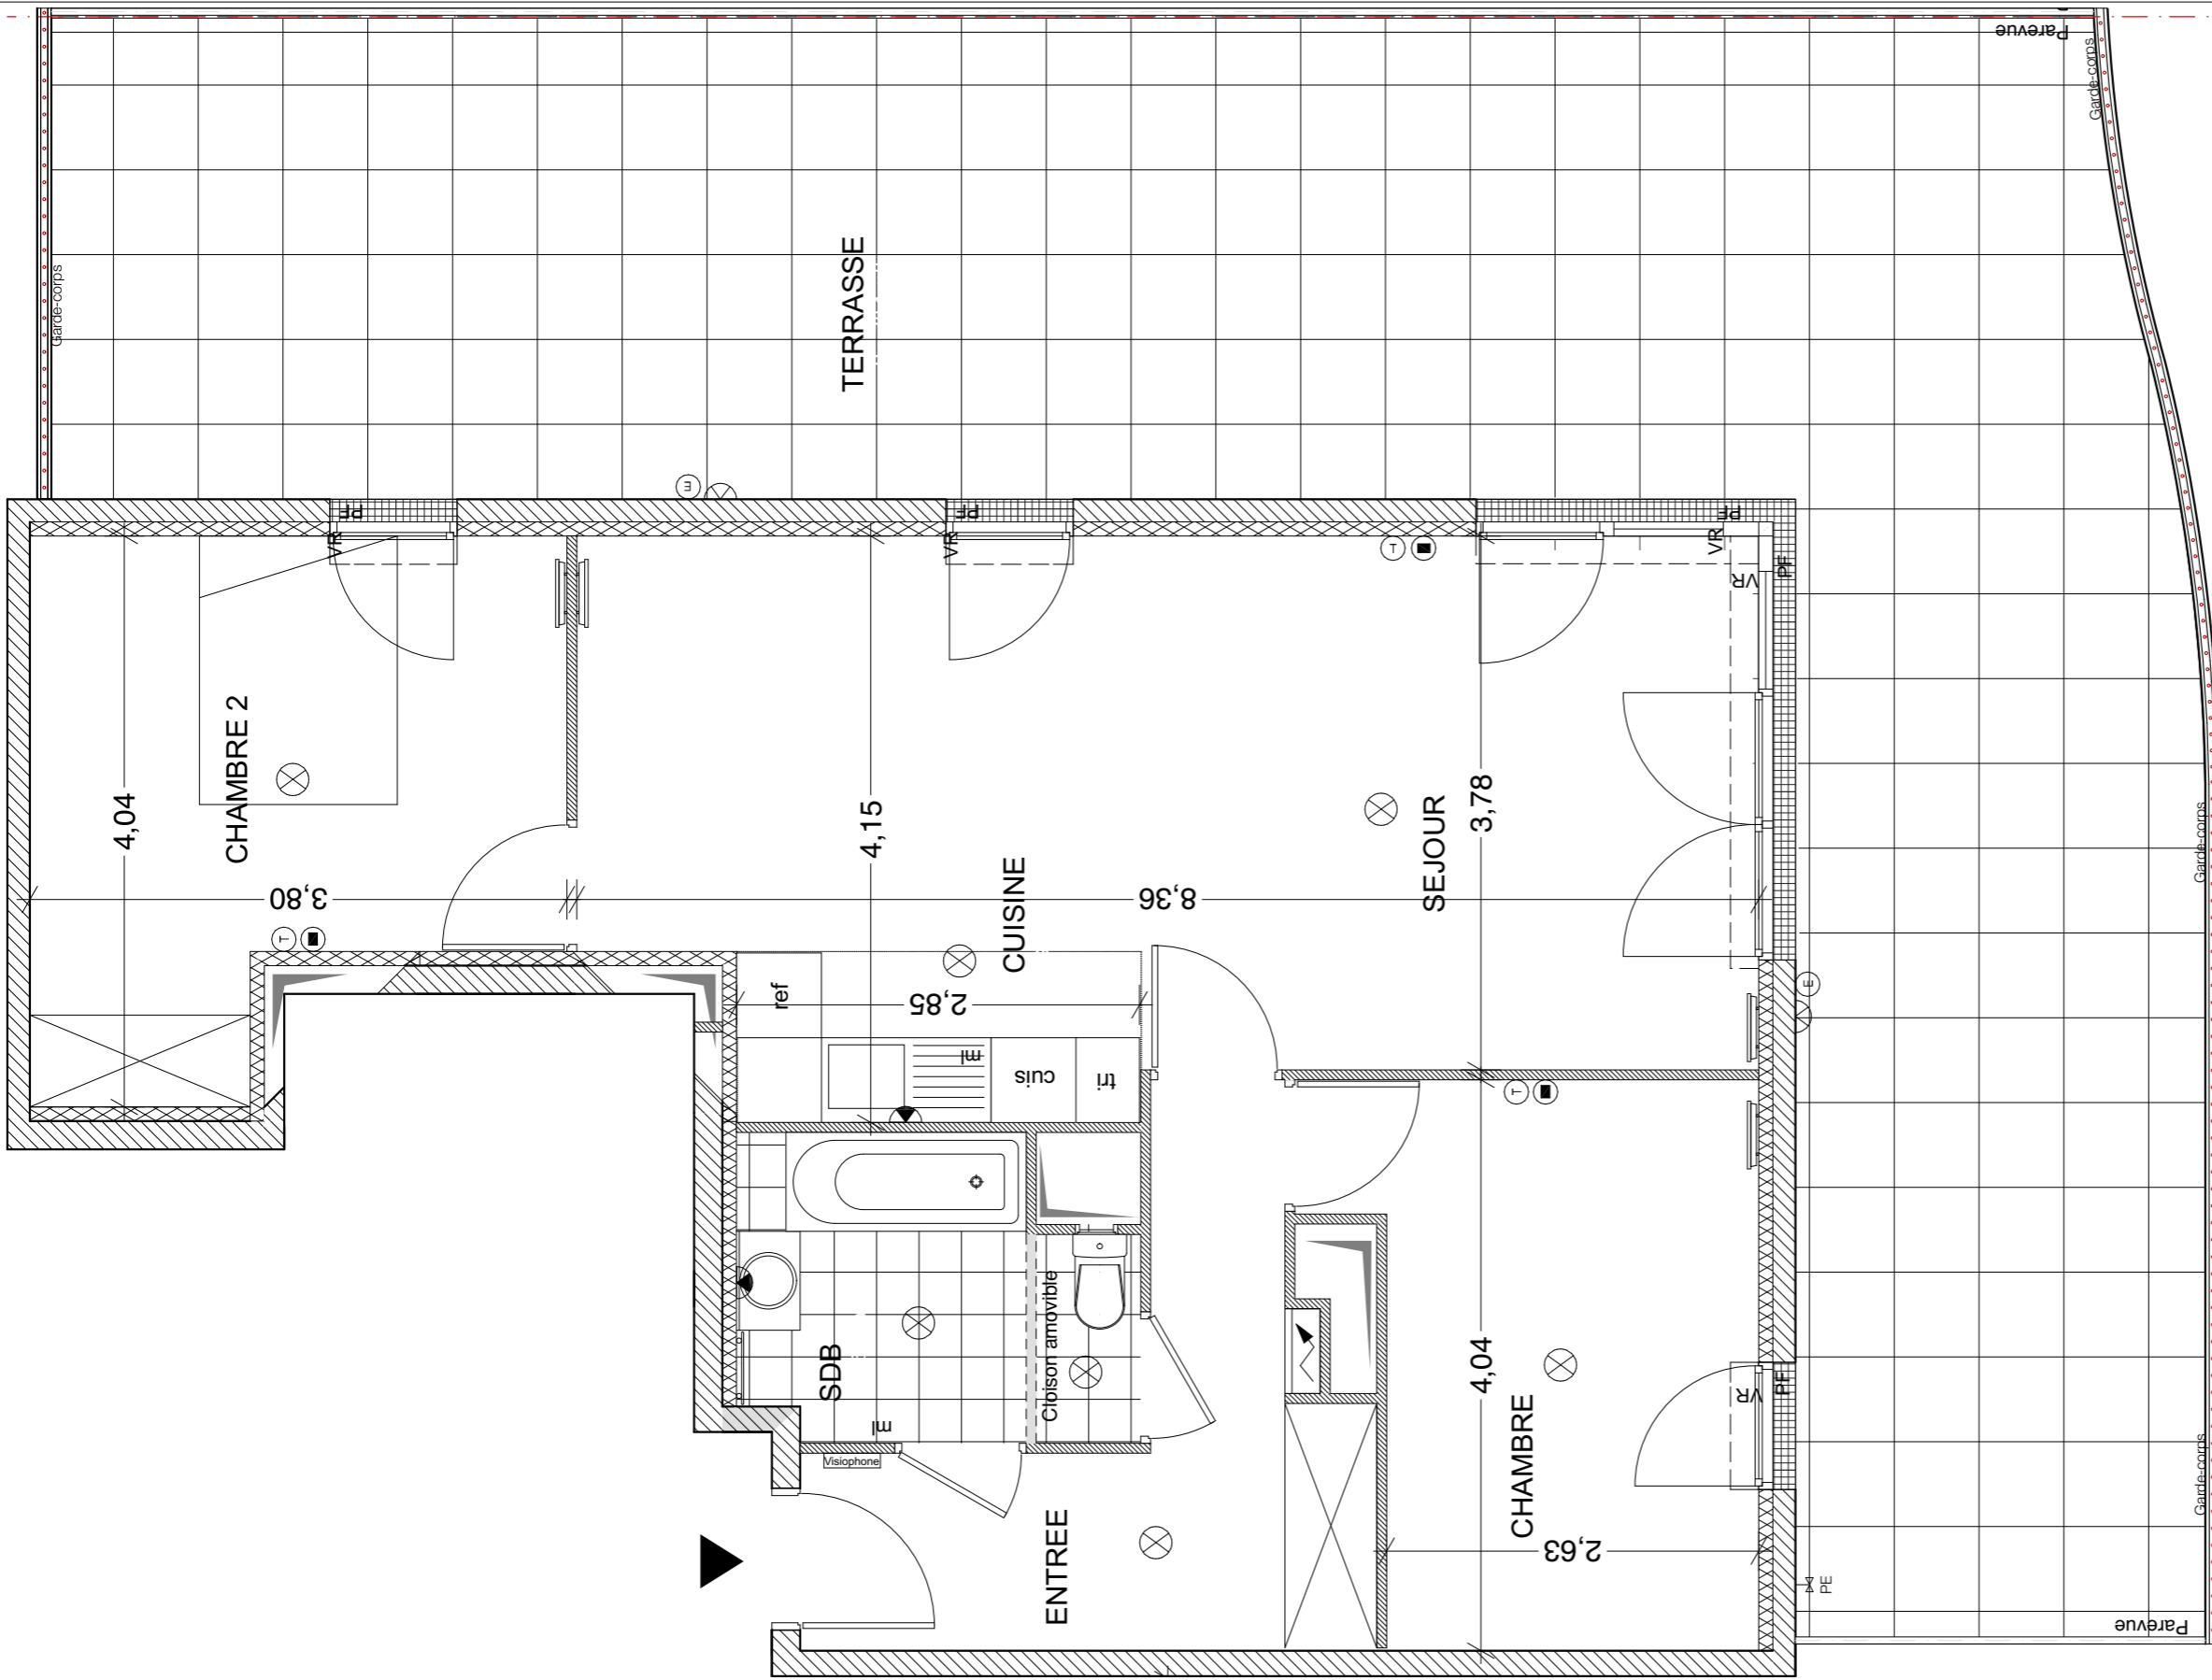 Parevue
Garde-corps
Garde-corps
TERRASSE
E
PF
PF
PF
VR
VR
VR
VR
PF
T
CHAMBRE 2
4,04
4,15
3,78
SEJOUR
CUISINE
3,80
8,36
T
2,85
ref
ml
cuis
tri
E
T
Garde-corps
SDB
Cloison amovible
ml
Visiophone
4,04
CHAMBRE
VR
PF
ENTREE
2,63
PE
Garde-corps
Parevue